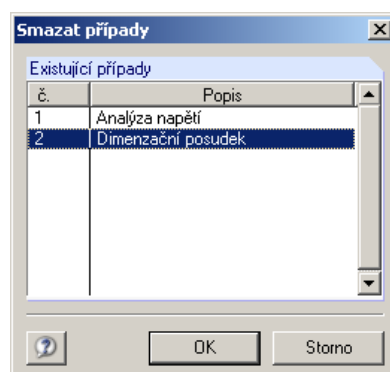 Smazat případy
Existující případy
č. Popis
1 Analýza napětí
2 Dimenzační posudek
OK Storno